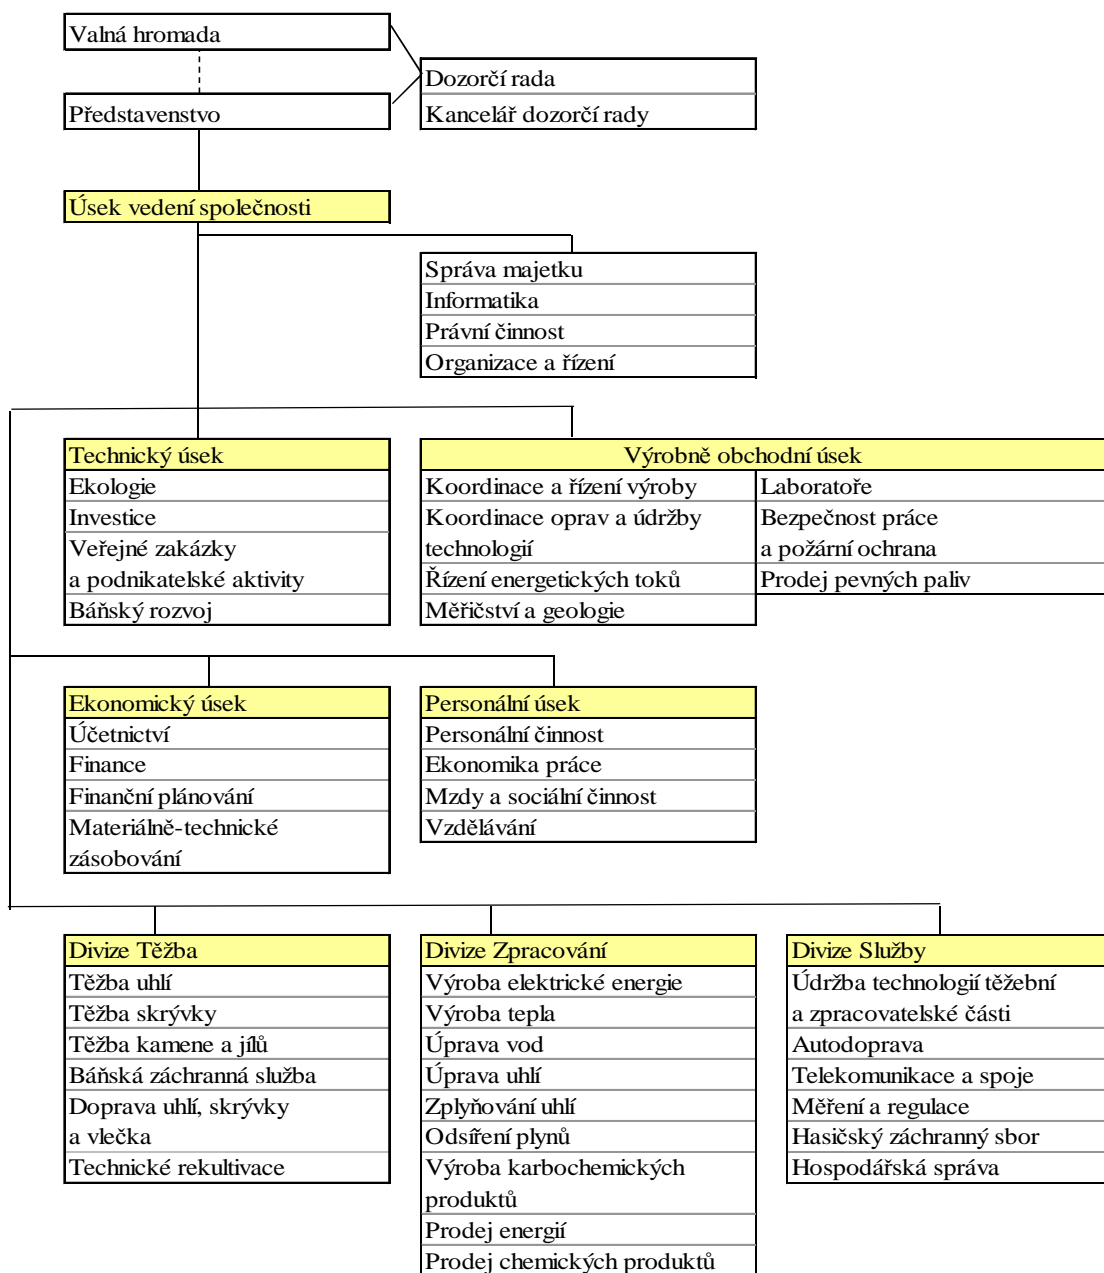 Valná hromada
Dozorčí rada
Představenstvo
Kancelář dozorčí rady
Úsek vedení společnosti
Správa majetku
Informatika
Právní činnost
Organizace a řízení
Technický úsek
Ekologie
Investice
Veřejné zakázky
a podnikatelské aktivity
Báňský rozvoj
Výrobně obchodní úsek
Koordinace a řízení výroby
Koordinace oprav a údržby
technologií
Řízení energetických toků
Měřičství a geologie
Laboratoře
Bezpečnost práce
a požární ochrana
Prodej pevných paliv
Ekonomický úsek
Účetnictví
Finance
Finanční plánování
Materiálně-technické
zásobování
Personální úsek
Personální činnost
Ekonomika práce
Mzdy a sociální činnost
Vzdělávání
Divize Těžba
Těžba uhlí
Těžba skrývky
Těžba kamene a jílů
Báňská záchranná služba
Doprava uhlí, skrývky
a vlečka
Technické rekultivace
Divize Zpracování
Výroba elektrické energie
Výroba tepla
Úprava vod
Úprava uhlí
Zplyňování uhlí
Odsíření plynů
Výroba karbochemických
produktů
Prodej energií
Prodej chemických produktů
Divize Služby
Údržba technologií těžební
a zpracovatelské části
Autodoprava
Telekomunikace a spoje
Měření a regulace
Hasičský záchranný sbor
Hospodářská správa